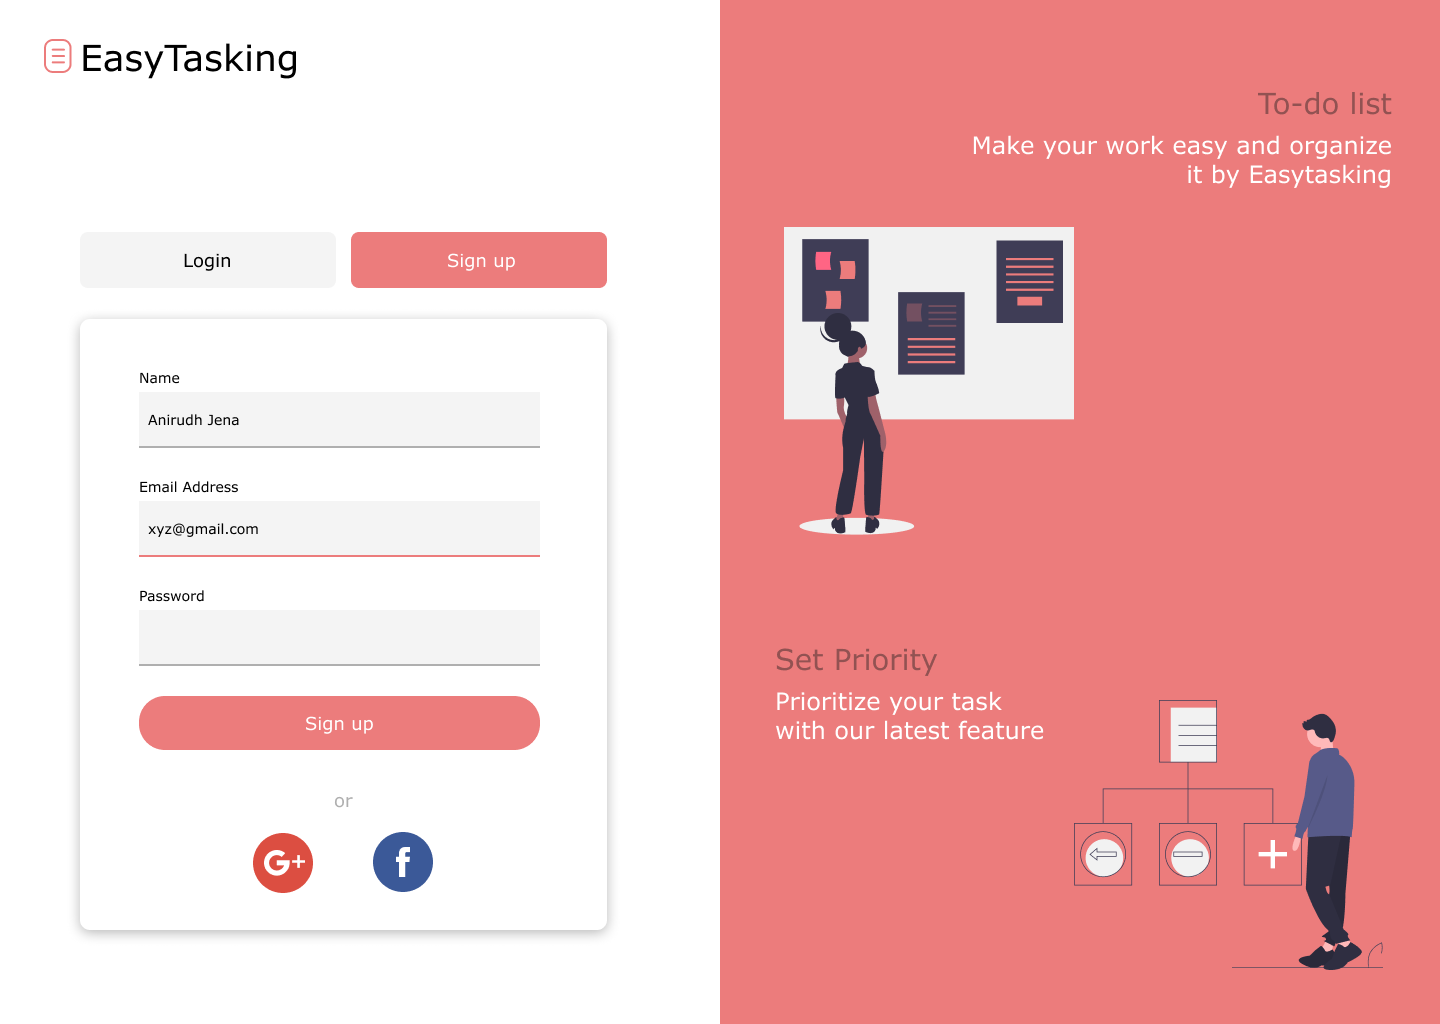 EasyTasking
Login
Sign up
Name
Anirudh Jena
Email Address
xyz@gmail.com
Password
Sign up
or
G+
f
To-do list
Make your work easy and organize
it by Easytasking
Set Priority
Prioritize your task
with our latest feature